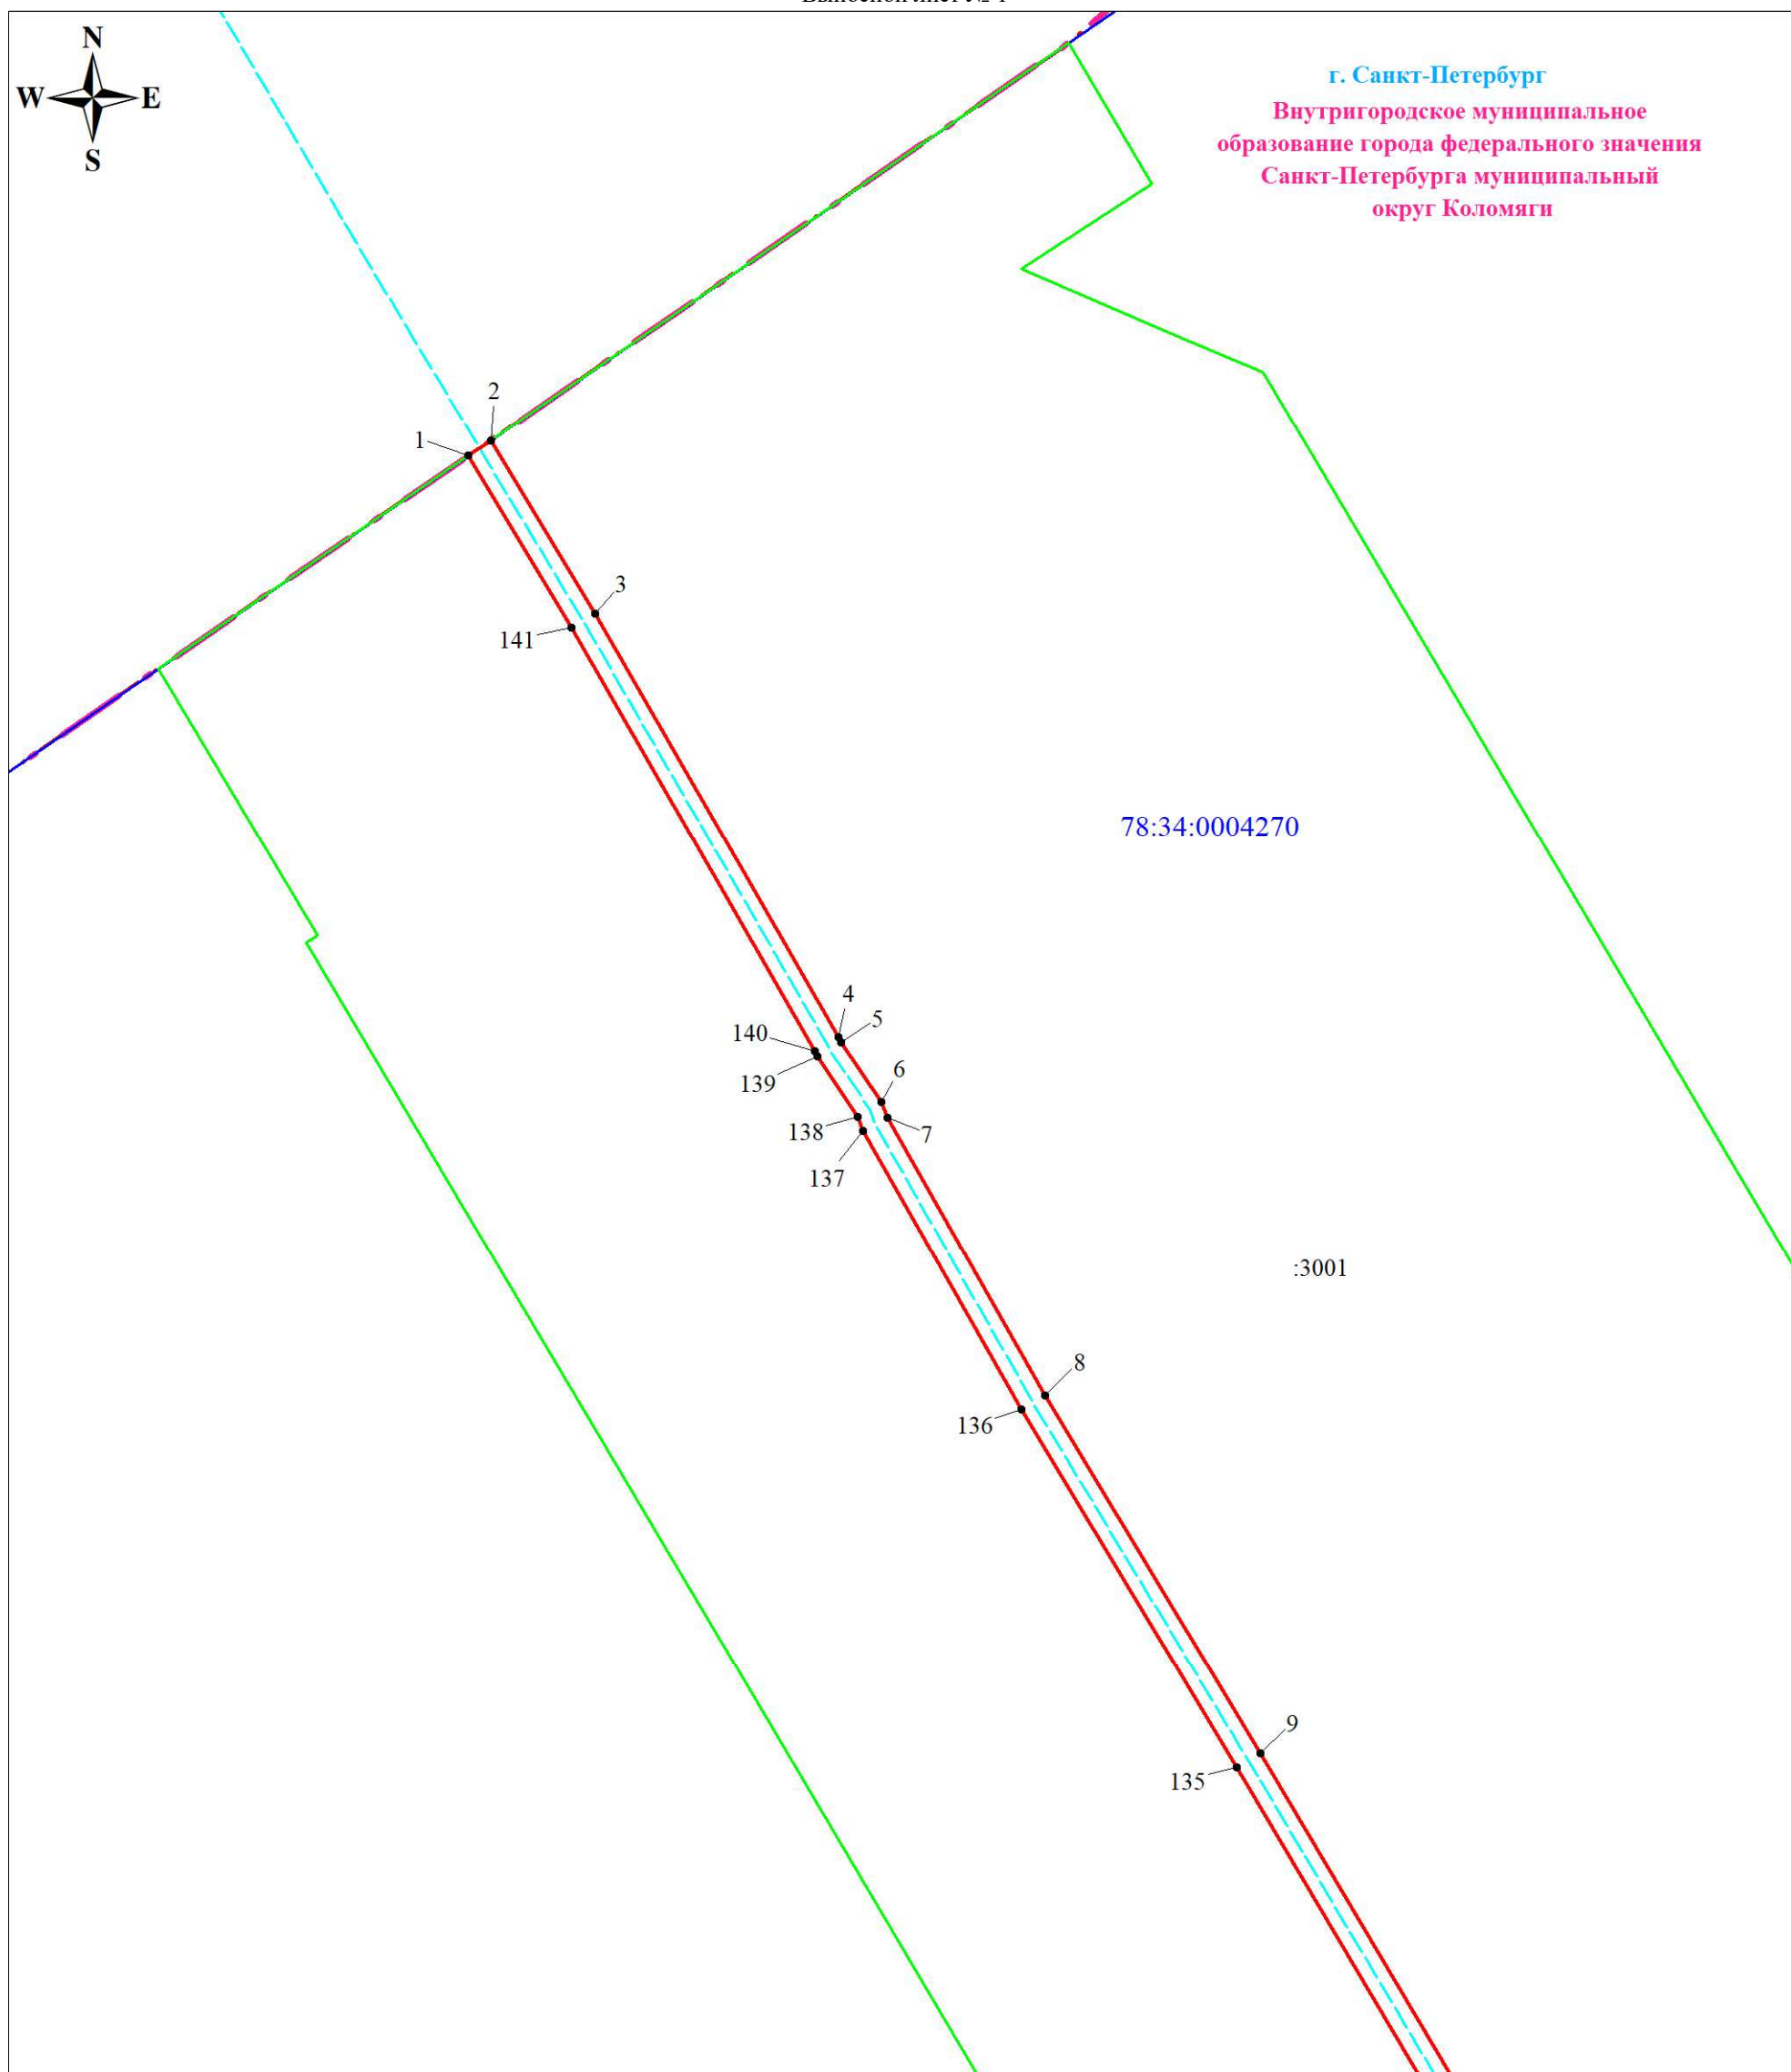 N
W E
S
г. Санкт-Петербург
Внутригородское муниципальное
образование города федерального значения
Санкт-Петербурга муниципальный
округ Коломяги
2
1
3
141
78:34:0004270
4
5
140
6
139
7
138
137
:3001
8
136
9
135